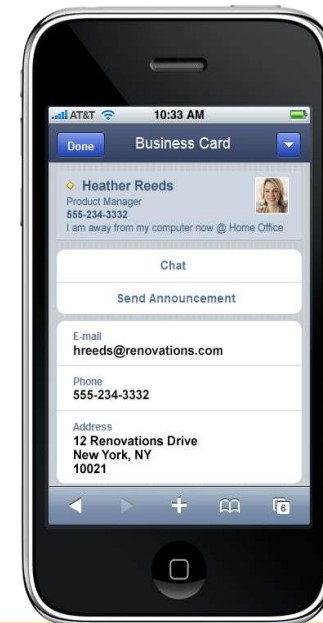 AT&T 10:33 AM
Done Business Card
Heather Reeds
Product Manager
555-234-3332
I am away from my computer now @ Home Office
Chat
Send Announcement
E-mail
hreeds@renovations.com
Phone
555-234-3332
Address
12 Renovations Drive
New York, NY
10021
6